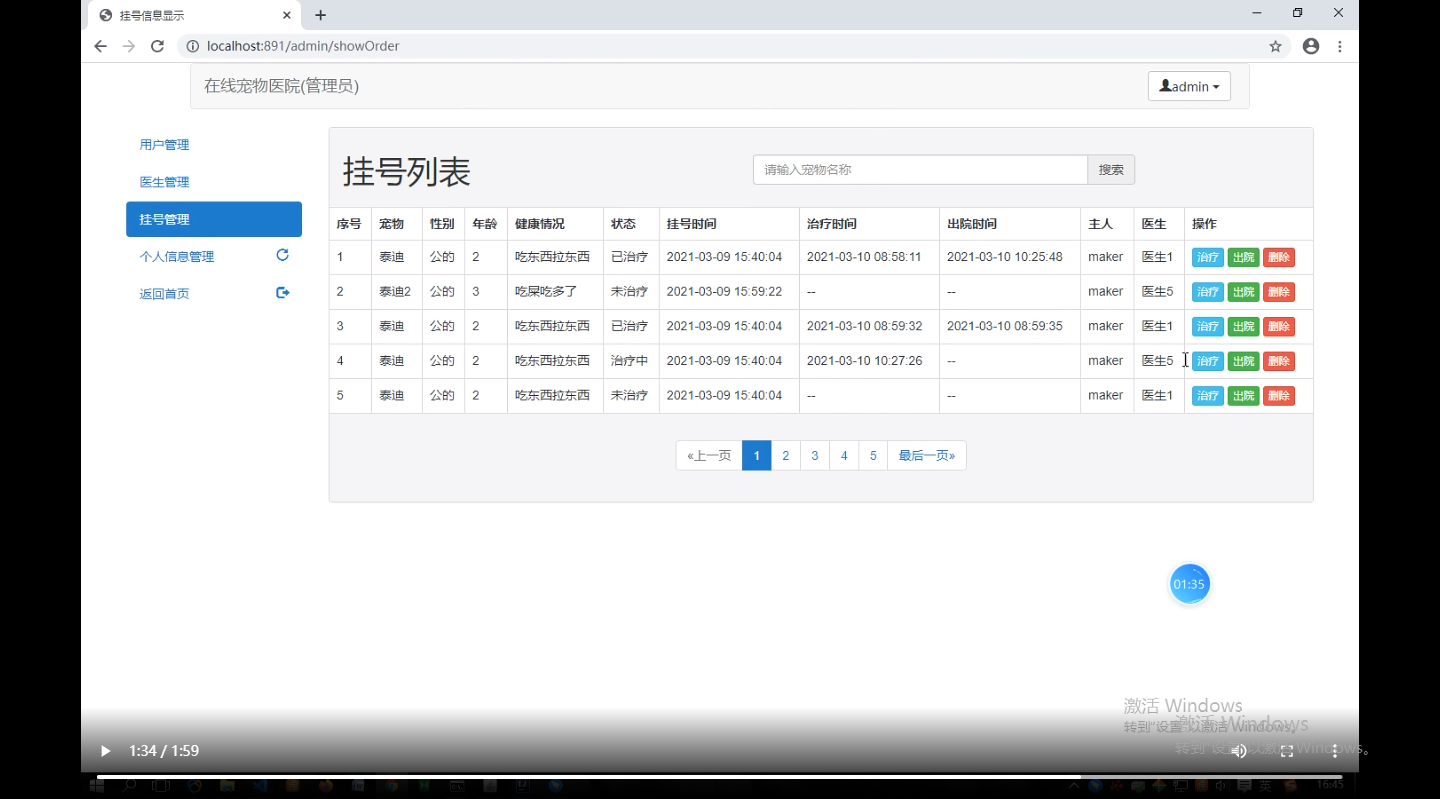 挂号信息显示
localhost:891/admin/showOrder
在线宠物医院(管理员)
admin
用户管理
医生管理
挂号管理
个人信息管理
返回首页
挂号列表
请输入宠物名称 搜索
序号 宠物 性别 年龄 健康情况 状态 挂号时间 治疗时间 出院时间 主人 医生 操作
1 泰迪 公的 2 吃东西拉东西 已治疗 2021-03-09 15:40:04 2021-03-10 08:58:11 2021-03-10 10:25:48 maker 医生1 治疗 出院 删除
2 泰迪2 公的 3 吃屎吃多了 未治疗 2021-03-09 15:59:22 -- -- maker 医生5 治疗 出院 删除
3 泰迪 公的 2 吃东西拉东西 已治疗 2021-03-09 15:40:04 2021-03-10 08:59:32 2021-03-10 08:59:35 maker 医生1 治疗 出院 删除
4 泰迪 公的 2 吃东西拉东西 治疗中 2021-03-09 15:40:04 2021-03-10 10:27:26 -- maker 医生5 治疗 出院 删除
5 泰迪 公的 2 吃东西拉东西 未治疗 2021-03-09 15:40:04 -- -- maker 医生1 治疗 出院 删除
«上一页 1 2 3 4 5 最后一页»
01:35
激活 Windows
转到"设置"以激活 Windows。
激活 Windows
转到"设置"以激活 Windows。
1:34 / 1:59
英
16:45